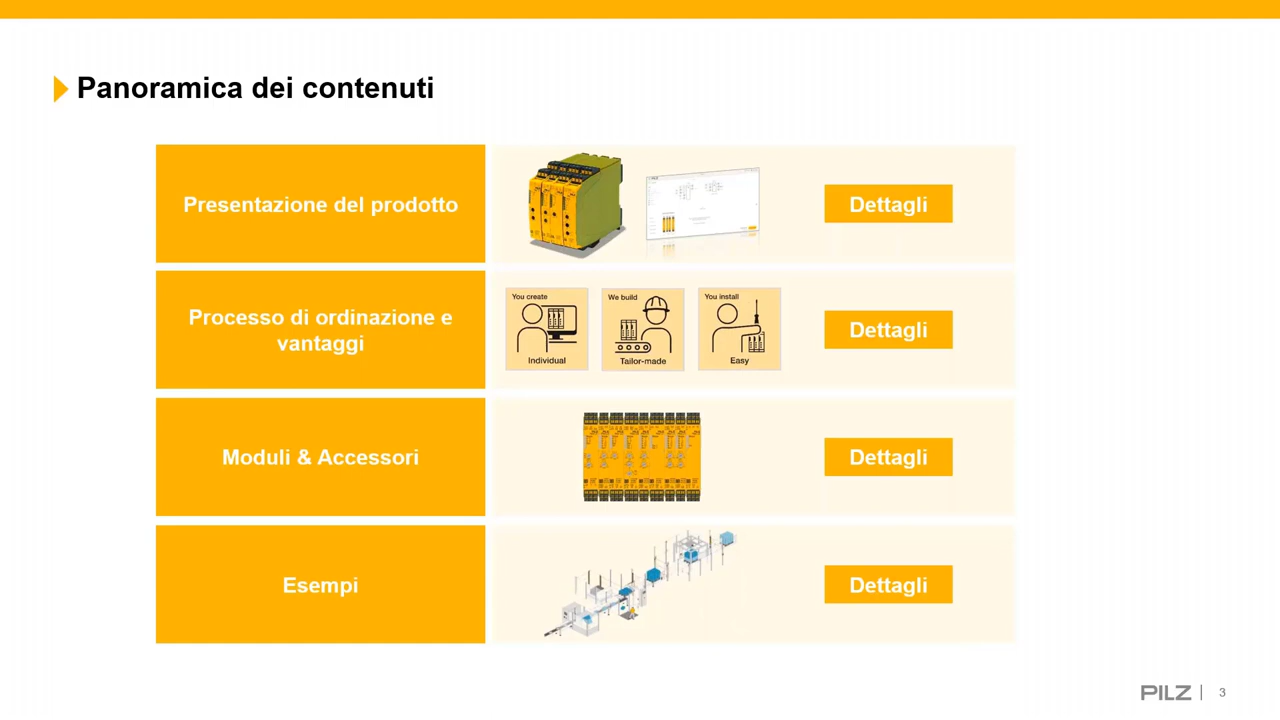 Panoramica dei contenuti
Presentazione del prodotto
Dettagli
Processo di ordinazione e
vantaggi
You create
Individual
We build
Tailor-made
You install
Easy
Dettagli
Moduli & Accessori
Dettagli
Esempi
Dettagli
PILZ
3